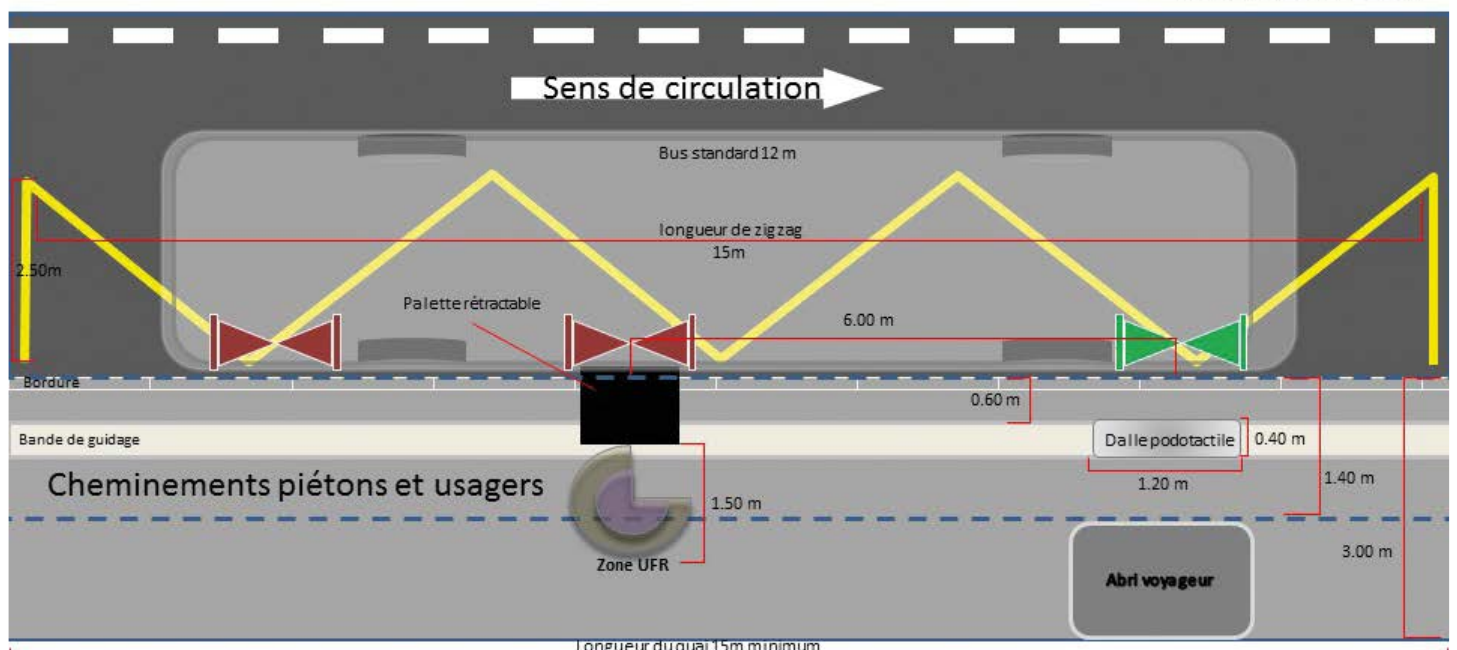 Sens de circulation
Bus standard 12 m
longueur de zigzag
15m
2.50m
Palette rétractable
6.00 m
Bordure
0.60 m
Bande de guidage
Dalle podotactile
0.40 m
Cheminements piétons et usagers
1.20 m
1.40 m
1.50 m
3.00 m
Zone UFR
Abri voyageur
Longueur du quai 15m minimum